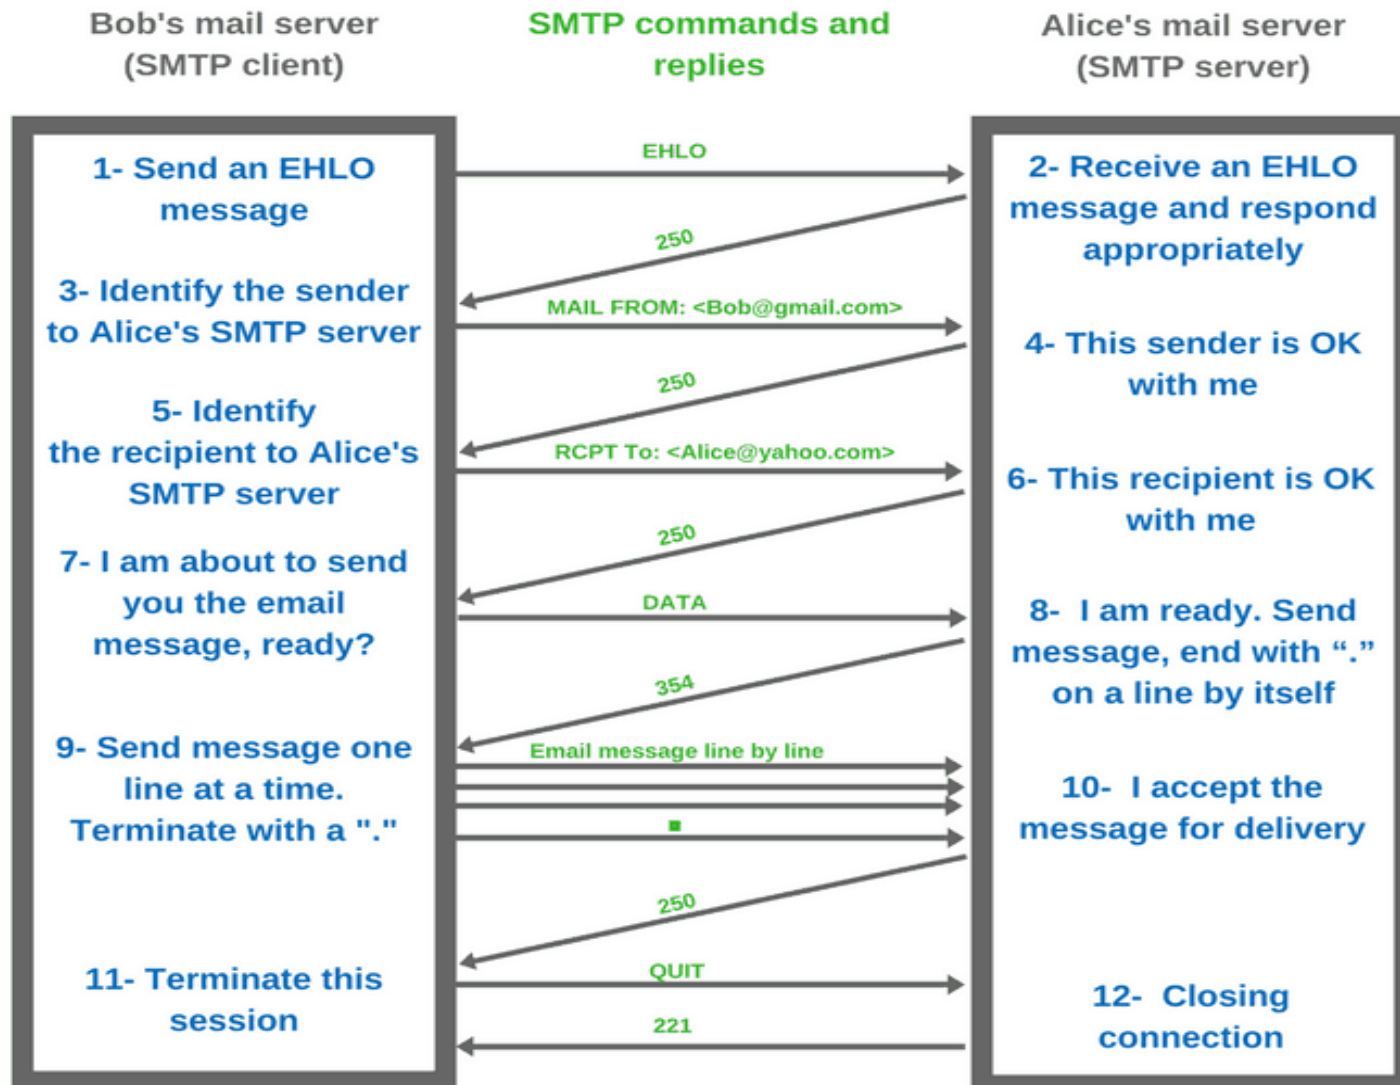 Bob's mail server
(SMTP client)
SMTP commands and
replies
Alice's mail server
(SMTP server)
1- Send an EHLO
message
EHLO
2- Receive an EHLO
message and respond
appropriately
250
3- Identify the sender
to Alice's SMTP server
MAIL FROM: <Bob@gmail.com>
4- This sender is OK
with me
250
5- Identify
the recipient to Alice's
SMTP server
RCPT To: <Alice@yahoo.com>
6- This recipient is OK
with me
250
7- I am about to send
you the email
message, ready?
DATA
8- I am ready. Send
message, end with “.”
on a line by itself
354
9- Send message one
line at a time.
Terminate with a "."
Email message line by line
.
10- I accept the
message for delivery
250
11- Terminate this
session
QUIT
12- Closing
connection
221